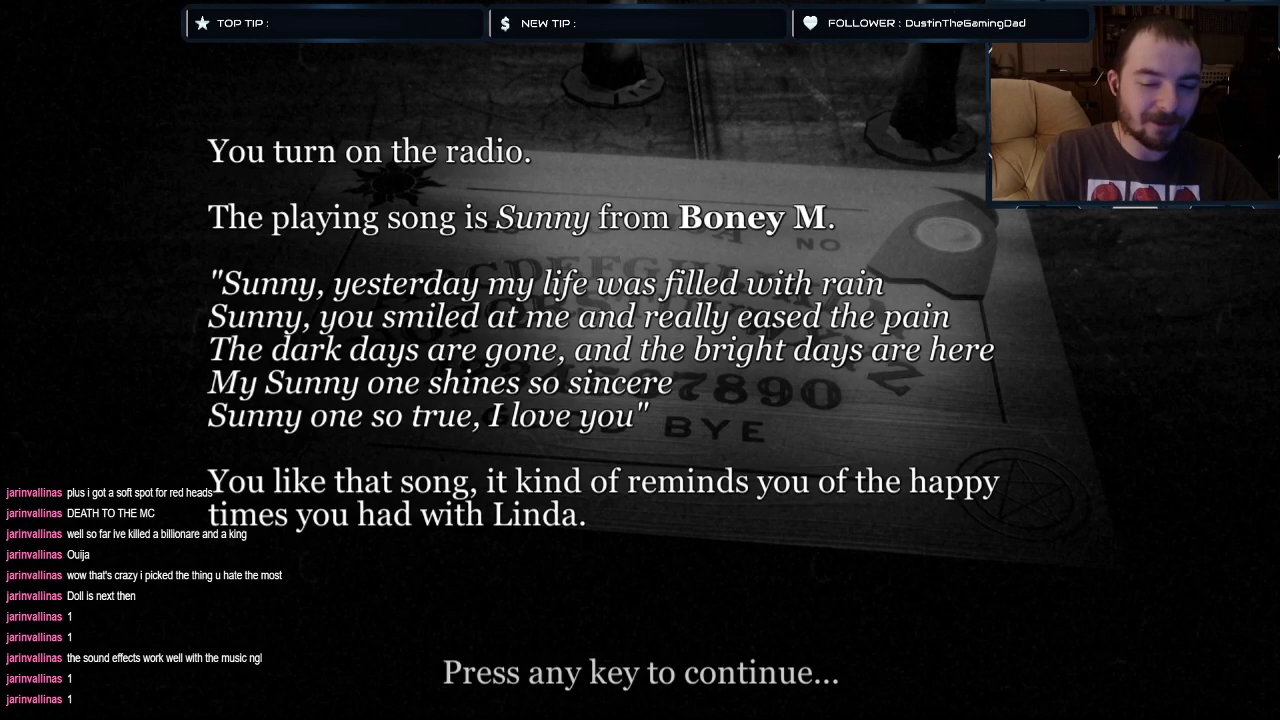 TOP TIP :
NEW TIP :
FOLLOWER : DustinTheGamingDad
You turn on the radio.
The playing song is Sunny from Boney M.
"Sunny, yesterday my life was filled with rain
Sunny, you smiled at me and really eased the pain
The dark days are gone, and the bright days are here
My Sunny one shines so sincere
Sunny one so true, I love you"
You like that song, it kind of reminds you of the happy
times you had with Linda.
Press any key to continue...
NO
7890
BYE
jarinvallinas plus i got a soft spot for red heads
jarinvallinas DEATH TO THE MC
jarinvallinas well so far Ive killed a billionare and a king
jarinvallinas Ouija
jarinvallinas wow that's crazy i picked the thing u hate the most
jarinvallinas Doll is next then
jarinvallinas 1
jarinvallinas 1
jarinvallinas the sound effects work well with the music ngl
jarinvallinas 1
jarinvallinas 1